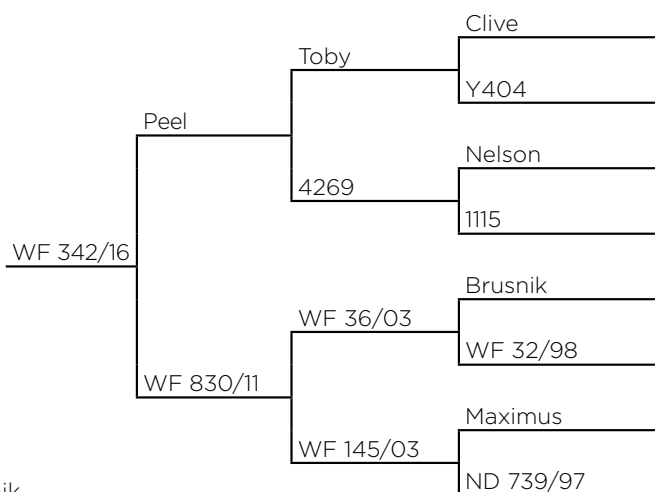 Clive
Toby
Y404
Peel
Nelson
4269
1115
WF 342/16
Brusnik
WF 36/03
WF 32/98
WF 830/11
Maximus
WF 145/03
ND 739/97